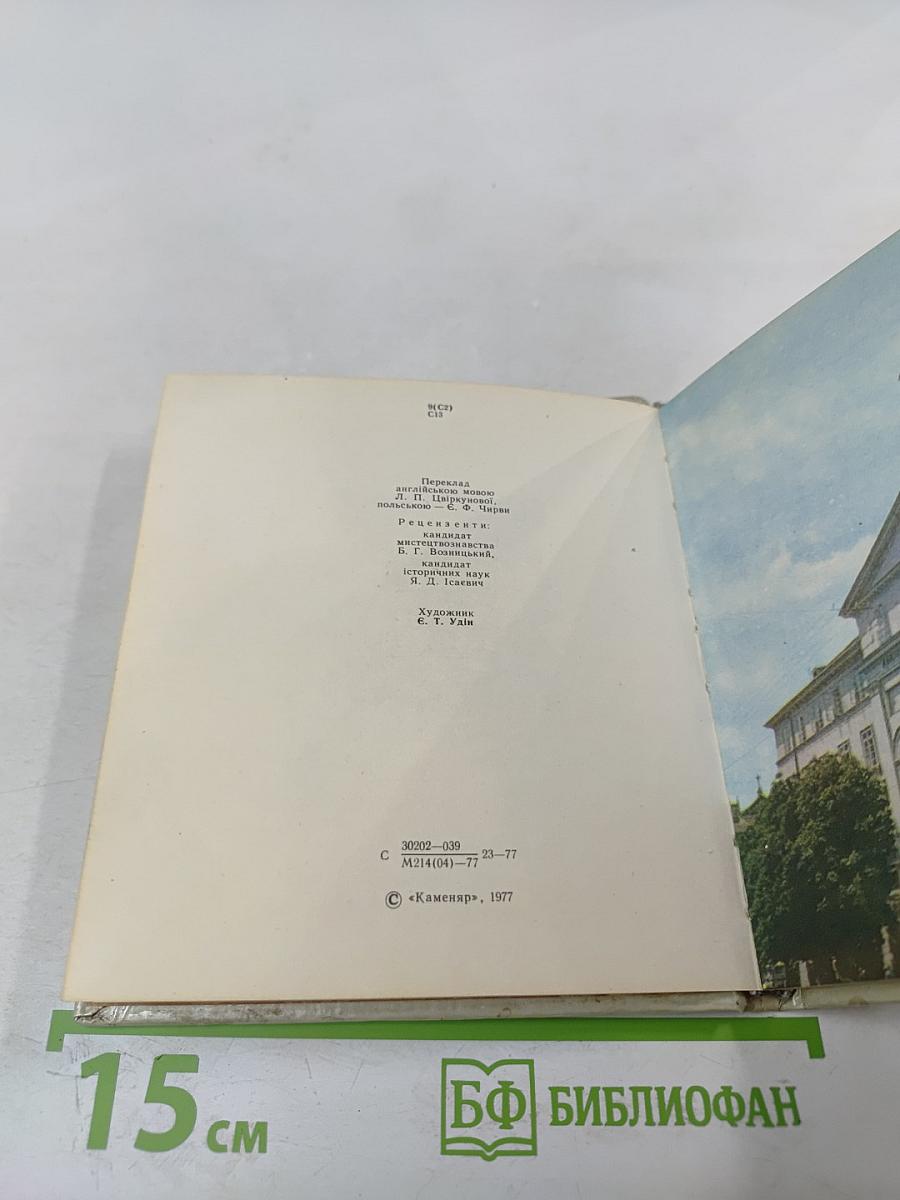 9(С2)
С13
Переклад
англійською мовою
Л. П. Цвіркунової,
польською — Є. Ф. Чирви
Рецензенти:
кандидат
мистецтвознавства
Б. Г. Возницький,
кандидат
історичних наук
Я. Д. Ісаєвич
Художник
Є. Т. Удін
С 30202—039
М214(04)—77 23—77
© «Каменяр», 1977
15 см
БФ БИБЛИОФАН